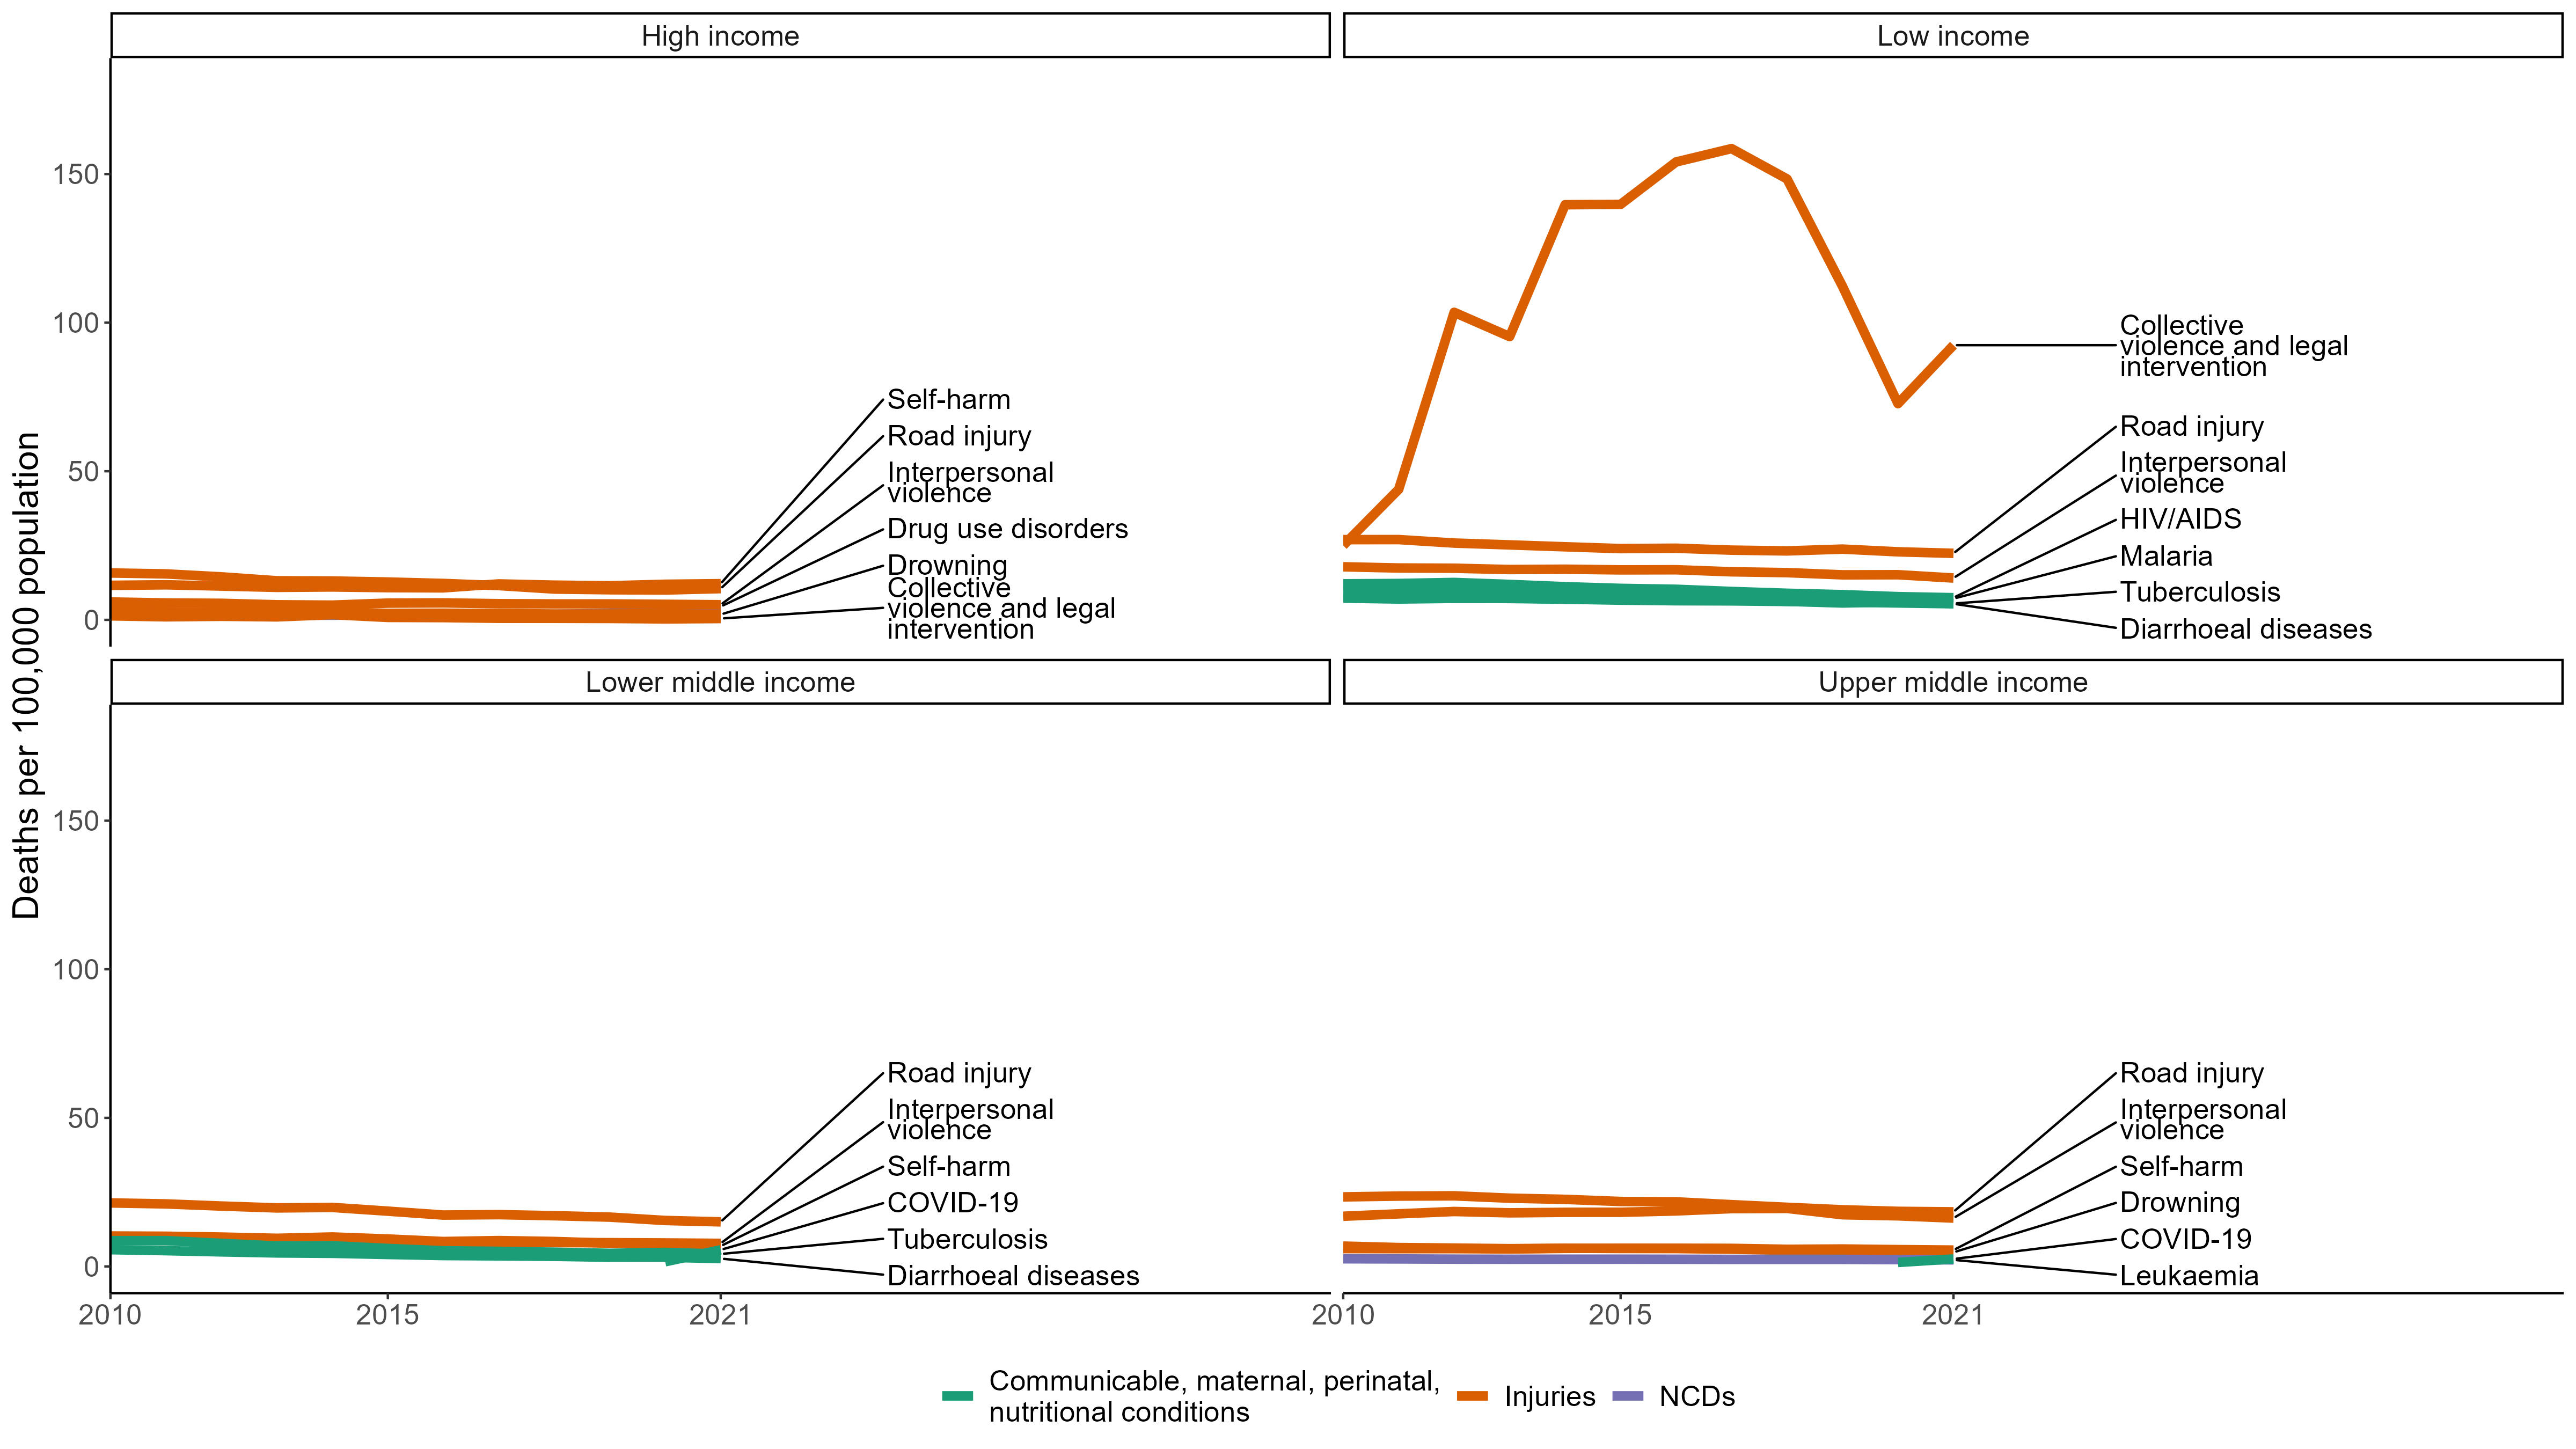 High income
Low income
Deaths per 100,000 population
150
100
50
0
Self-harm
Road injury
Interpersonal
violence
Drug use disorders
Drowning
Collective
violence and legal
intervention
Collective
violence and legal
intervention
Road injury
Interpersonal
violence
HIV/AIDS
Malaria
Tuberculosis
Diarrhoeal diseases
Lower middle income
Upper middle income
150
100
50
0
Road injury
Interpersonal
violence
Self-harm
COVID-19
Tuberculosis
Diarrhoeal diseases
Road injury
Interpersonal
violence
Self-harm
Drowning
COVID-19
Leukaemia
2010
2015
2021
2010
2015
2021
Communicable, maternal, perinatal,
nutritional conditions
Injuries
NCDs